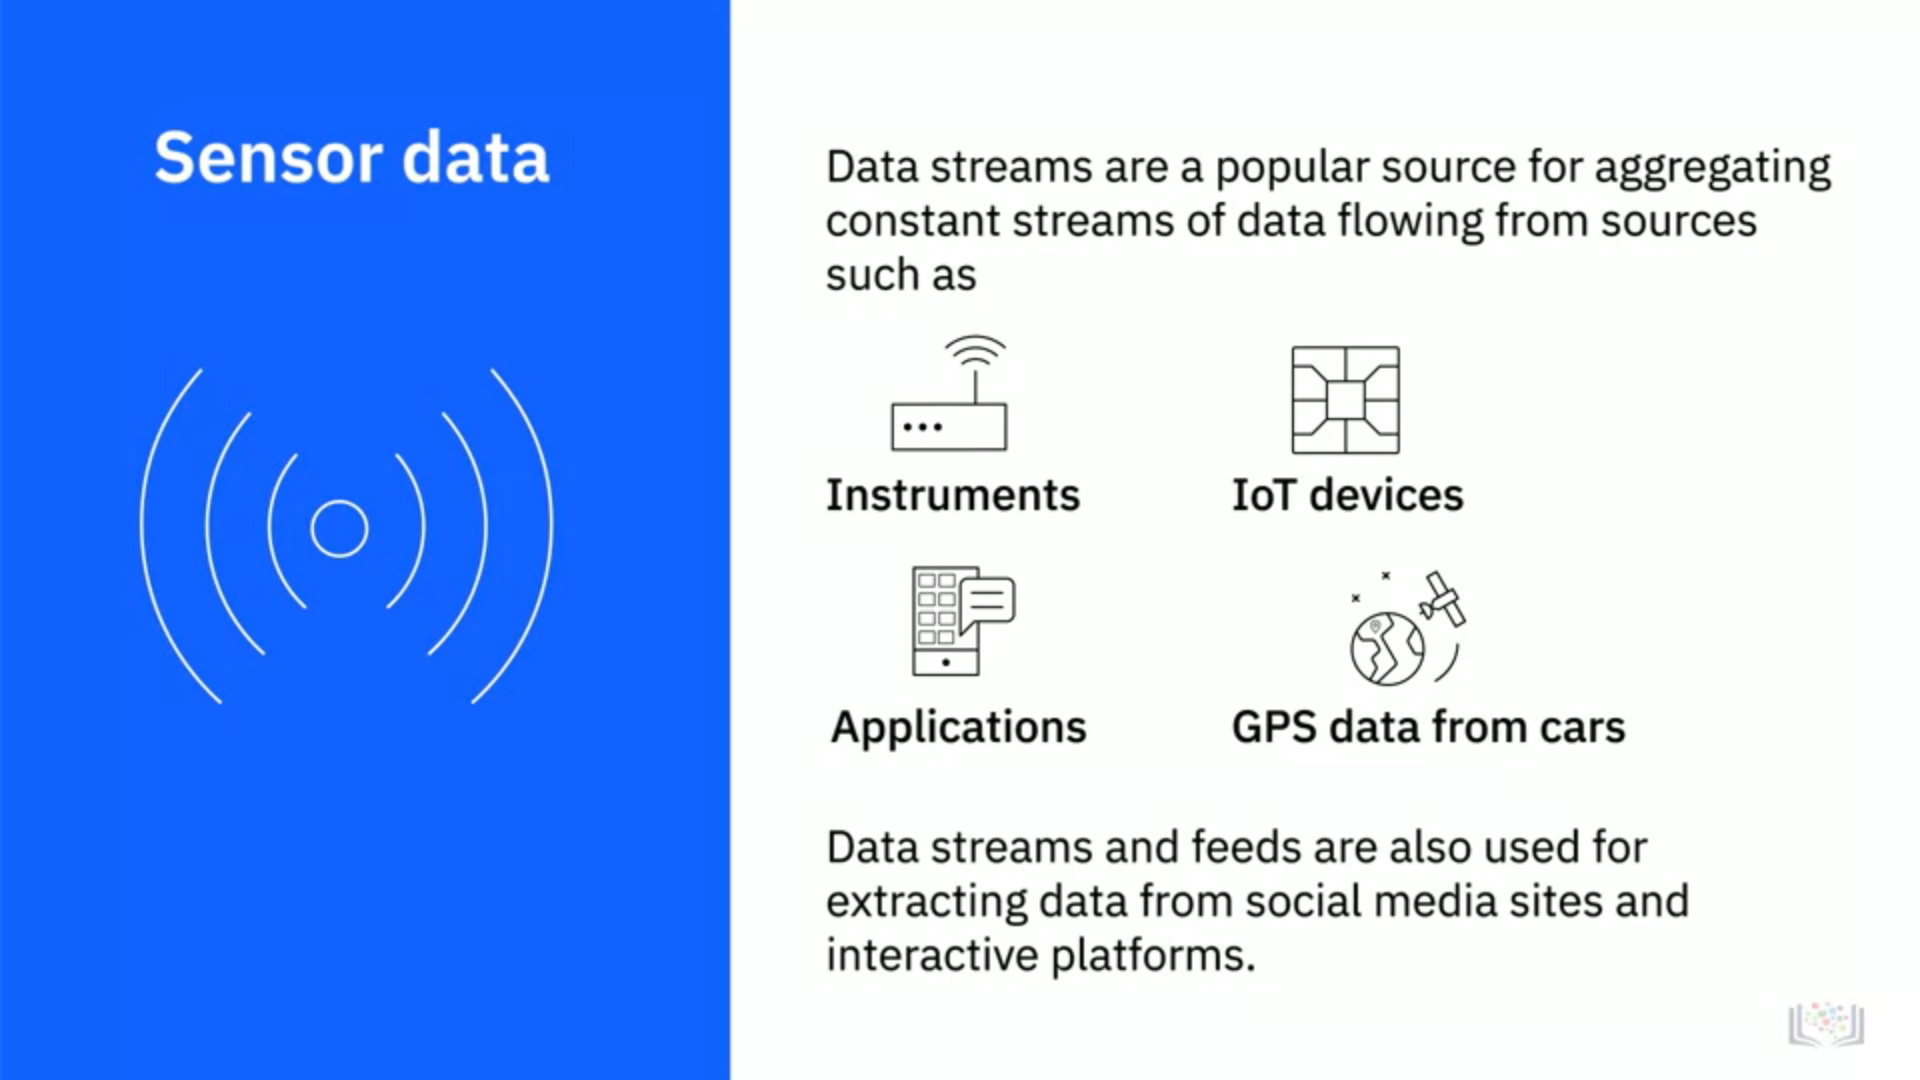 Sensor data
Data streams are a popular source for aggregating
constant streams of data flowing from sources
such as
Instruments
IoT devices
Applications
GPS data from cars
Data streams and feeds are also used for
extracting data from social media sites and
interactive platforms.